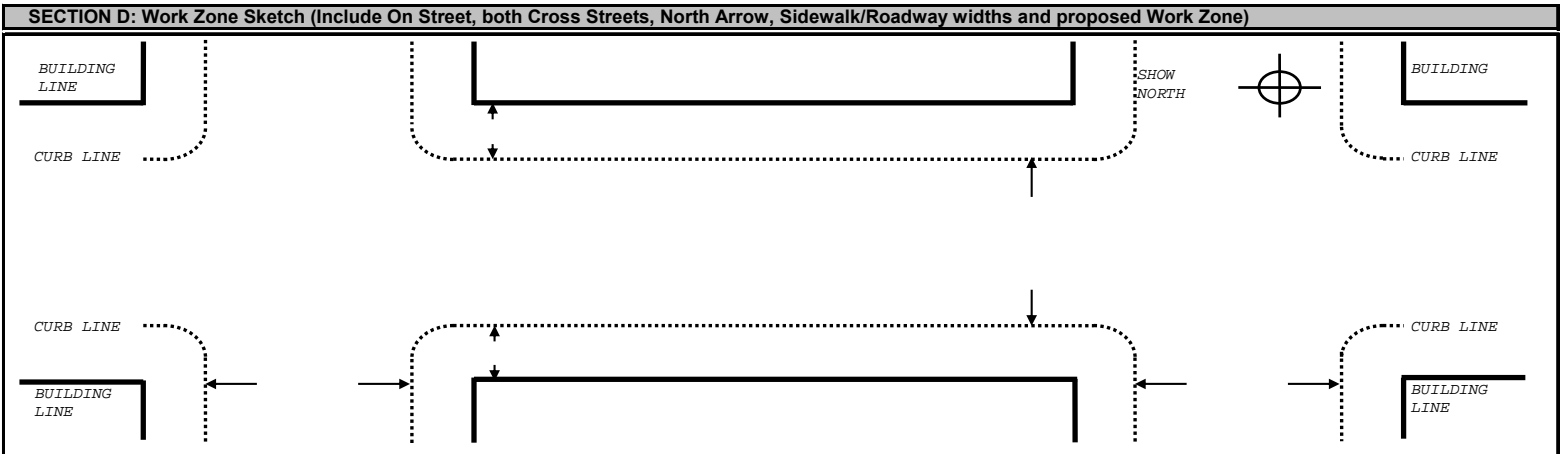 SECTION D: Work Zone Sketch (Include On Street, both Cross Streets, North Arrow, Sidewalk/Roadway widths and proposed Work Zone)
BUILDING
LINE
SHOW
NORTH
BUILDING
CURB LINE
CURB LINE
CURB LINE
CURB LINE
BUILDING
LINE
BUILDING
LINE